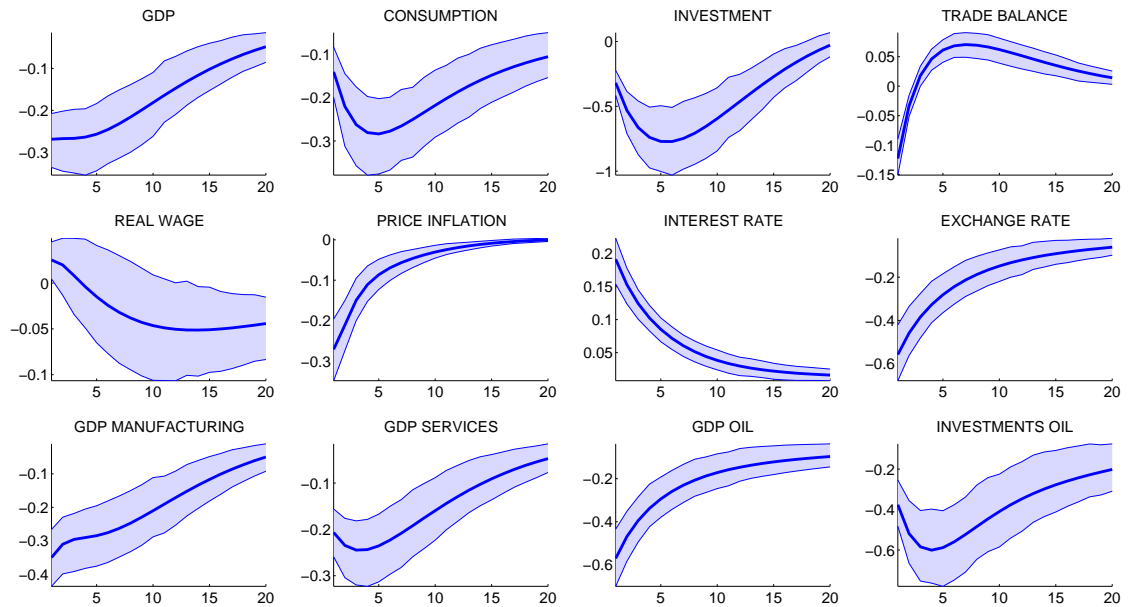 GDP
CONSUMPTION
INVESTMENT
TRADE BALANCE
−0.1
−0.2
−0.3
5 10 15 20
−0.1
−0.2
−0.3
5 10 15 20
0
−0.5
−1
5 10 15 20
0.05
0
−0.05
−0.1
−0.15
5 10 15 20
REAL WAGE
PRICE INFLATION
INTEREST RATE
EXCHANGE RATE
0
−0.05
−0.1
5 10 15 20
0
−0.1
−0.2
−0.3
5 10 15 20
0.2
0.15
0.1
0.05
5 10 15 20
−0.2
−0.4
−0.6
5 10 15 20
GDP MANUFACTURING
GDP SERVICES
GDP OIL
INVESTMENTS OIL
−0.1
−0.2
−0.3
−0.4
5 10 15 20
−0.1
−0.2
−0.3
5 10 15 20
−0.2
−0.4
−0.6
5 10 15 20
−0.2
−0.4
−0.6
5 10 15 20